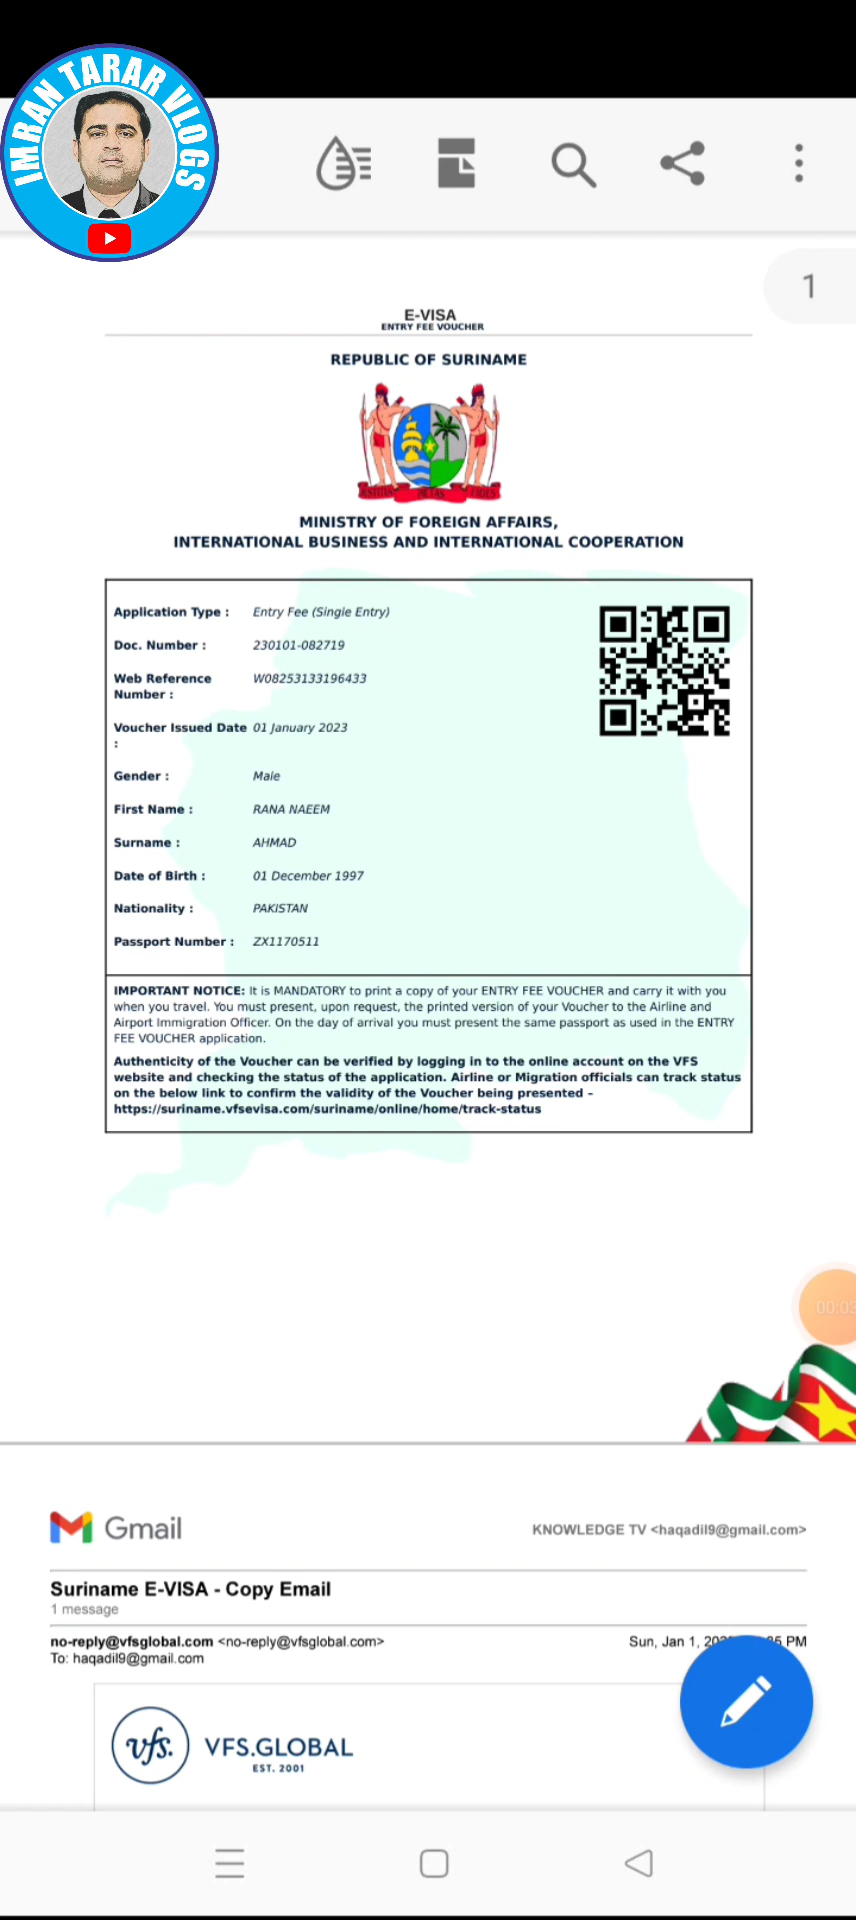 IMRAN TARAR VLOGS
1
E-VISA
ENTRY FEE VOUCHER
REPUBLIC OF SURINAME
JUSTITIA PIETAS FIDES
MINISTRY OF FOREIGN AFFAIRS,
INTERNATIONAL BUSINESS AND INTERNATIONAL COOPERATION
Application Type : Entry Fee (Single Entry)
Doc. Number : 230101-082719
Web Reference W08253133196433
Number :
Voucher Issued Date 01 January 2023
:
Gender : Male
First Name : RANA NAEEM
Surname : AHMAD
Date of Birth : 01 December 1997
Nationality : PAKISTAN
Passport Number : ZX1170511
IMPORTANT NOTICE: It is MANDATORY to print a copy of your ENTRY FEE VOUCHER and carry it with you
when you travel. You must present, upon request, the printed version of your Voucher to the Airline and
Airport Immigration Officer. On the day of arrival you must present the same passport as used in the ENTRY
FEE VOUCHER application.
Authenticity of the Voucher can be verified by logging in to the online account on the VFS
website and checking the status of the application. Airline or Migration officials can track status
on the below link to confirm the validity of the Voucher being presented –
https://suriname.vfsevisa.com/suriname/online/home/track-status
Gmail
KNOWLEDGE TV <haqadil9@gmail.com>
Suriname E-VISA - Copy Email
1 message
no-reply@vfsglobal.com <no-reply@vfsglobal.com>
Sun, Jan 1, PM
To: haqadil9@gmail.com
vfs. VFS.GLOBAL
EST. 2001